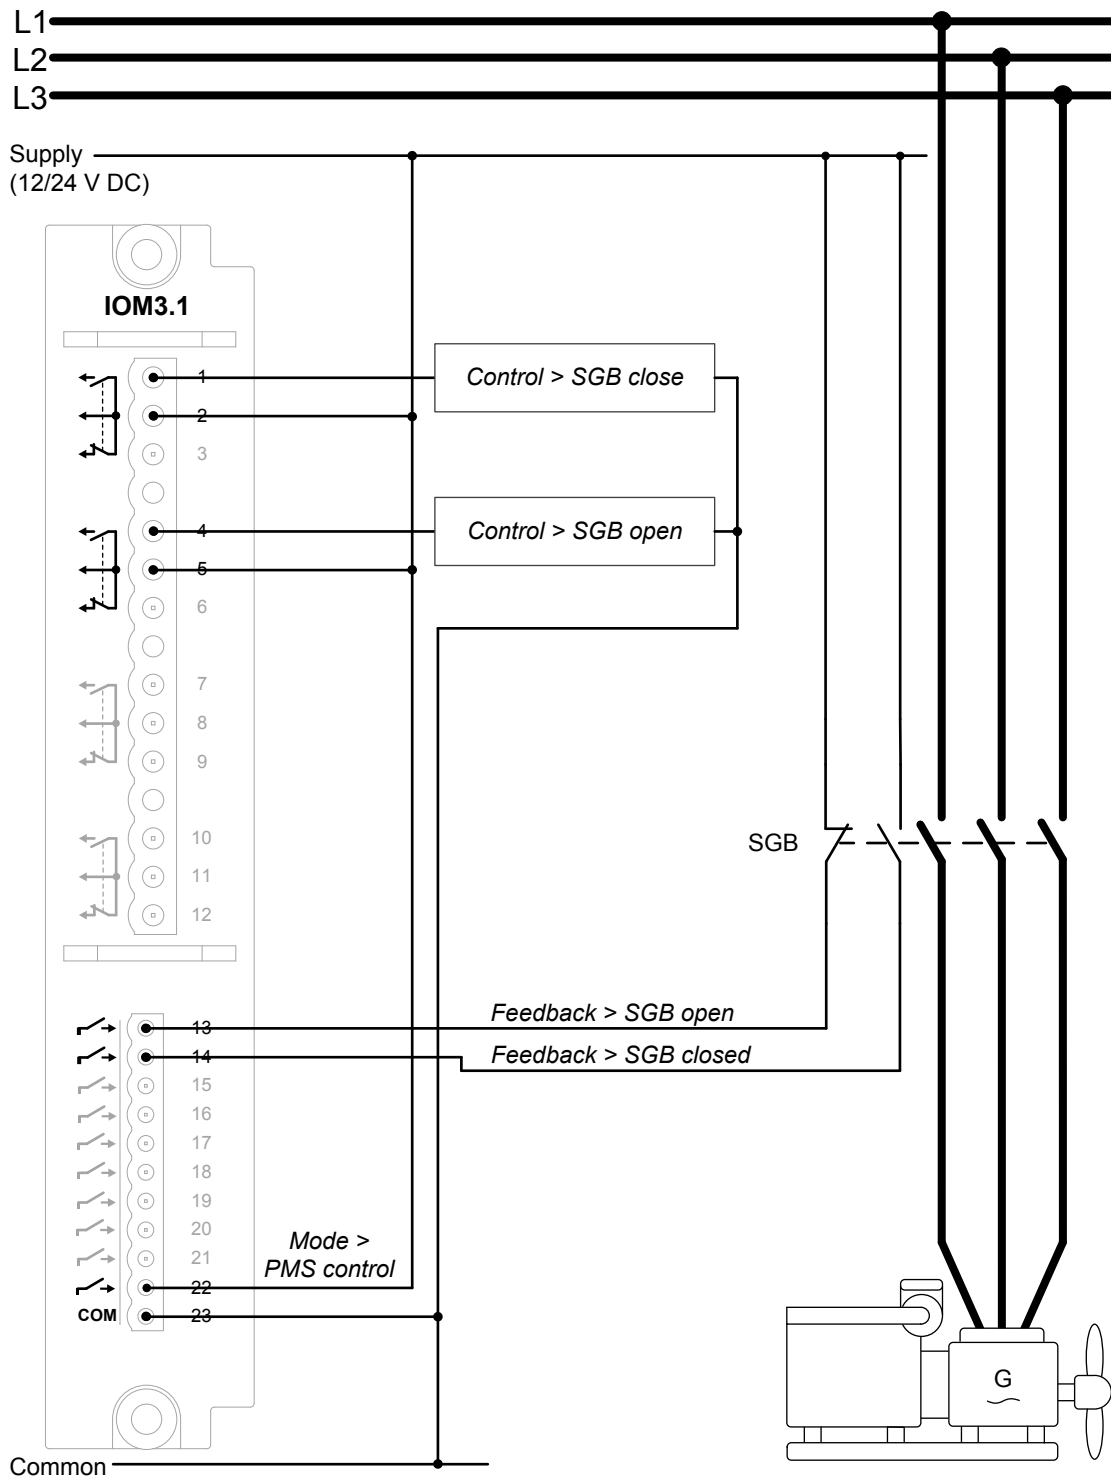 L1
L2
L3
Supply
(12/24 V DC)
IOM3.1
1
Control > SGB close
2
3
4
Control > SGB open
5
6
7
8
9
10
SGB
11
12
Feedback > SGB open
13
Feedback > SGB closed
14
15
16
17
18
19
20
Mode >
21
PMS control
22
COM
23
G
Common